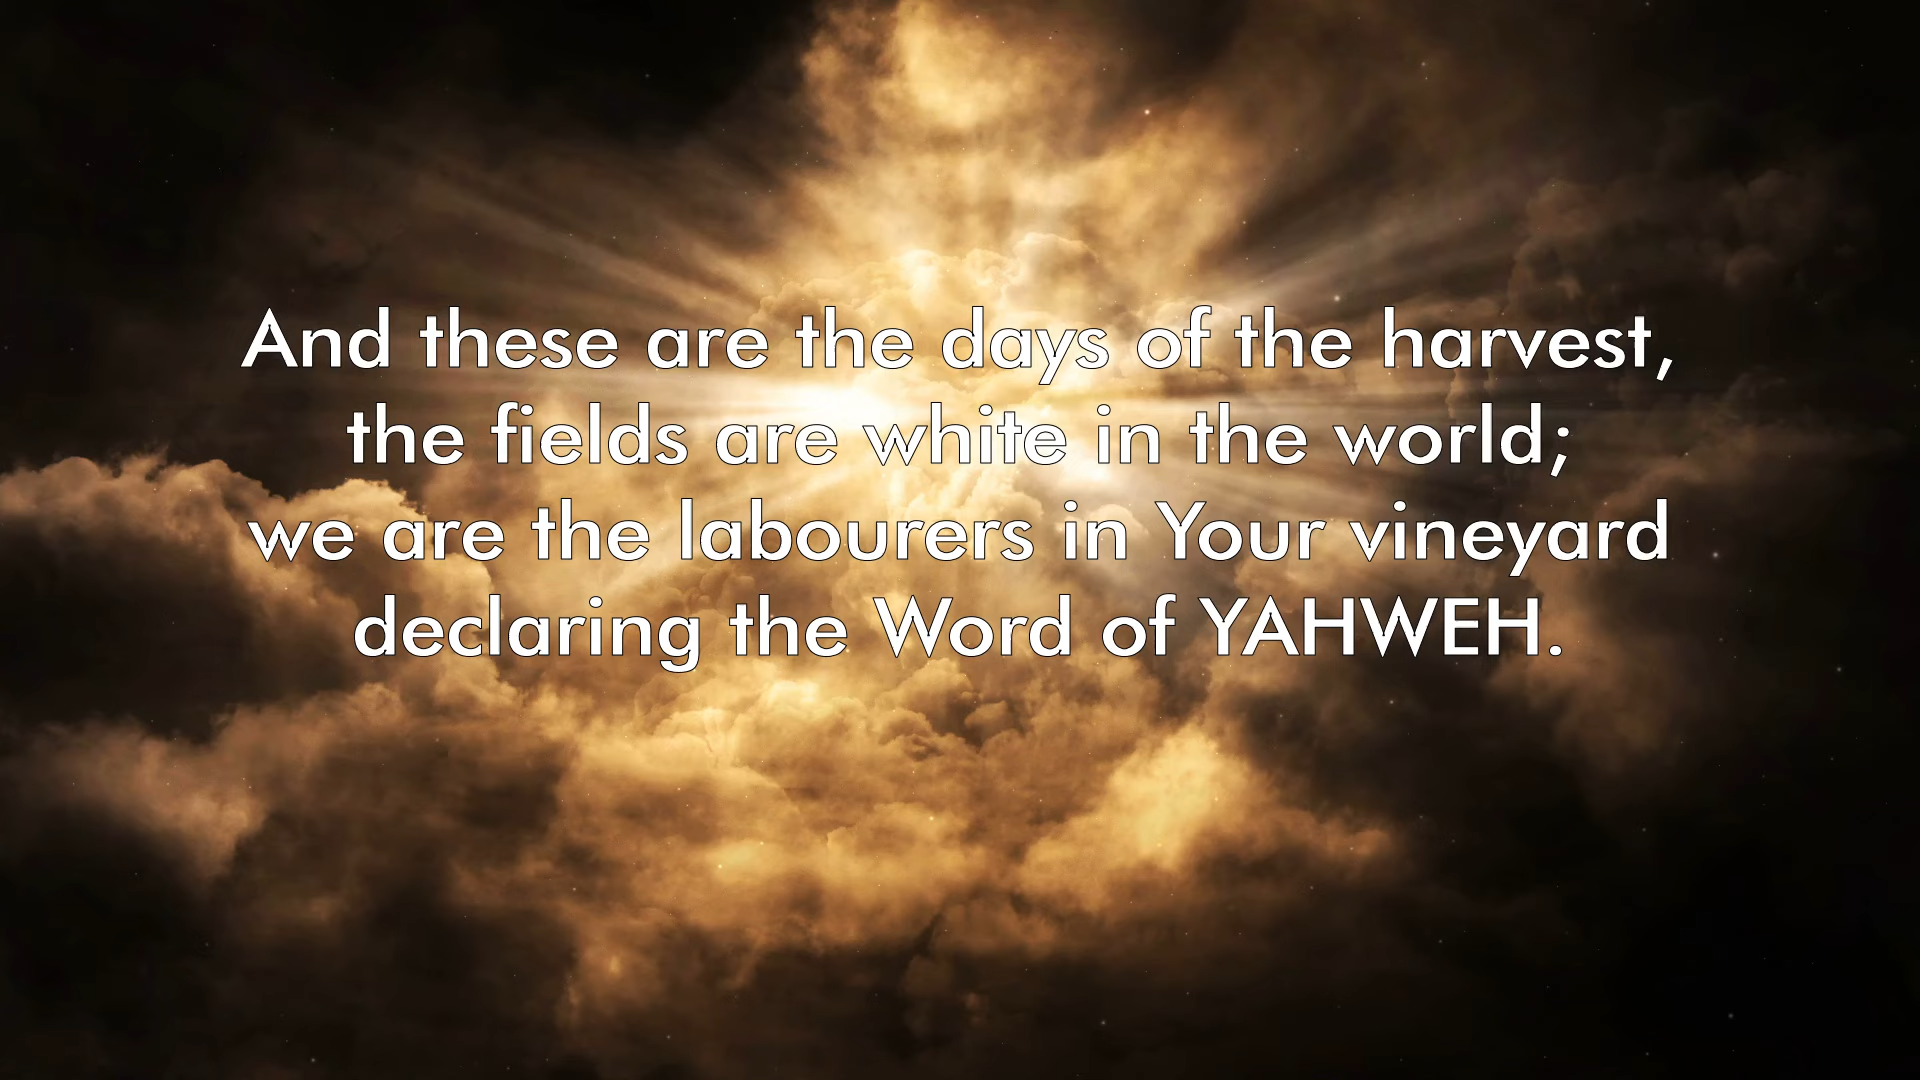 And these are the days of the harvest,
the fields are white in the world;
we are the labourers in Your vineyard
declaring the Word of YAHWEH.